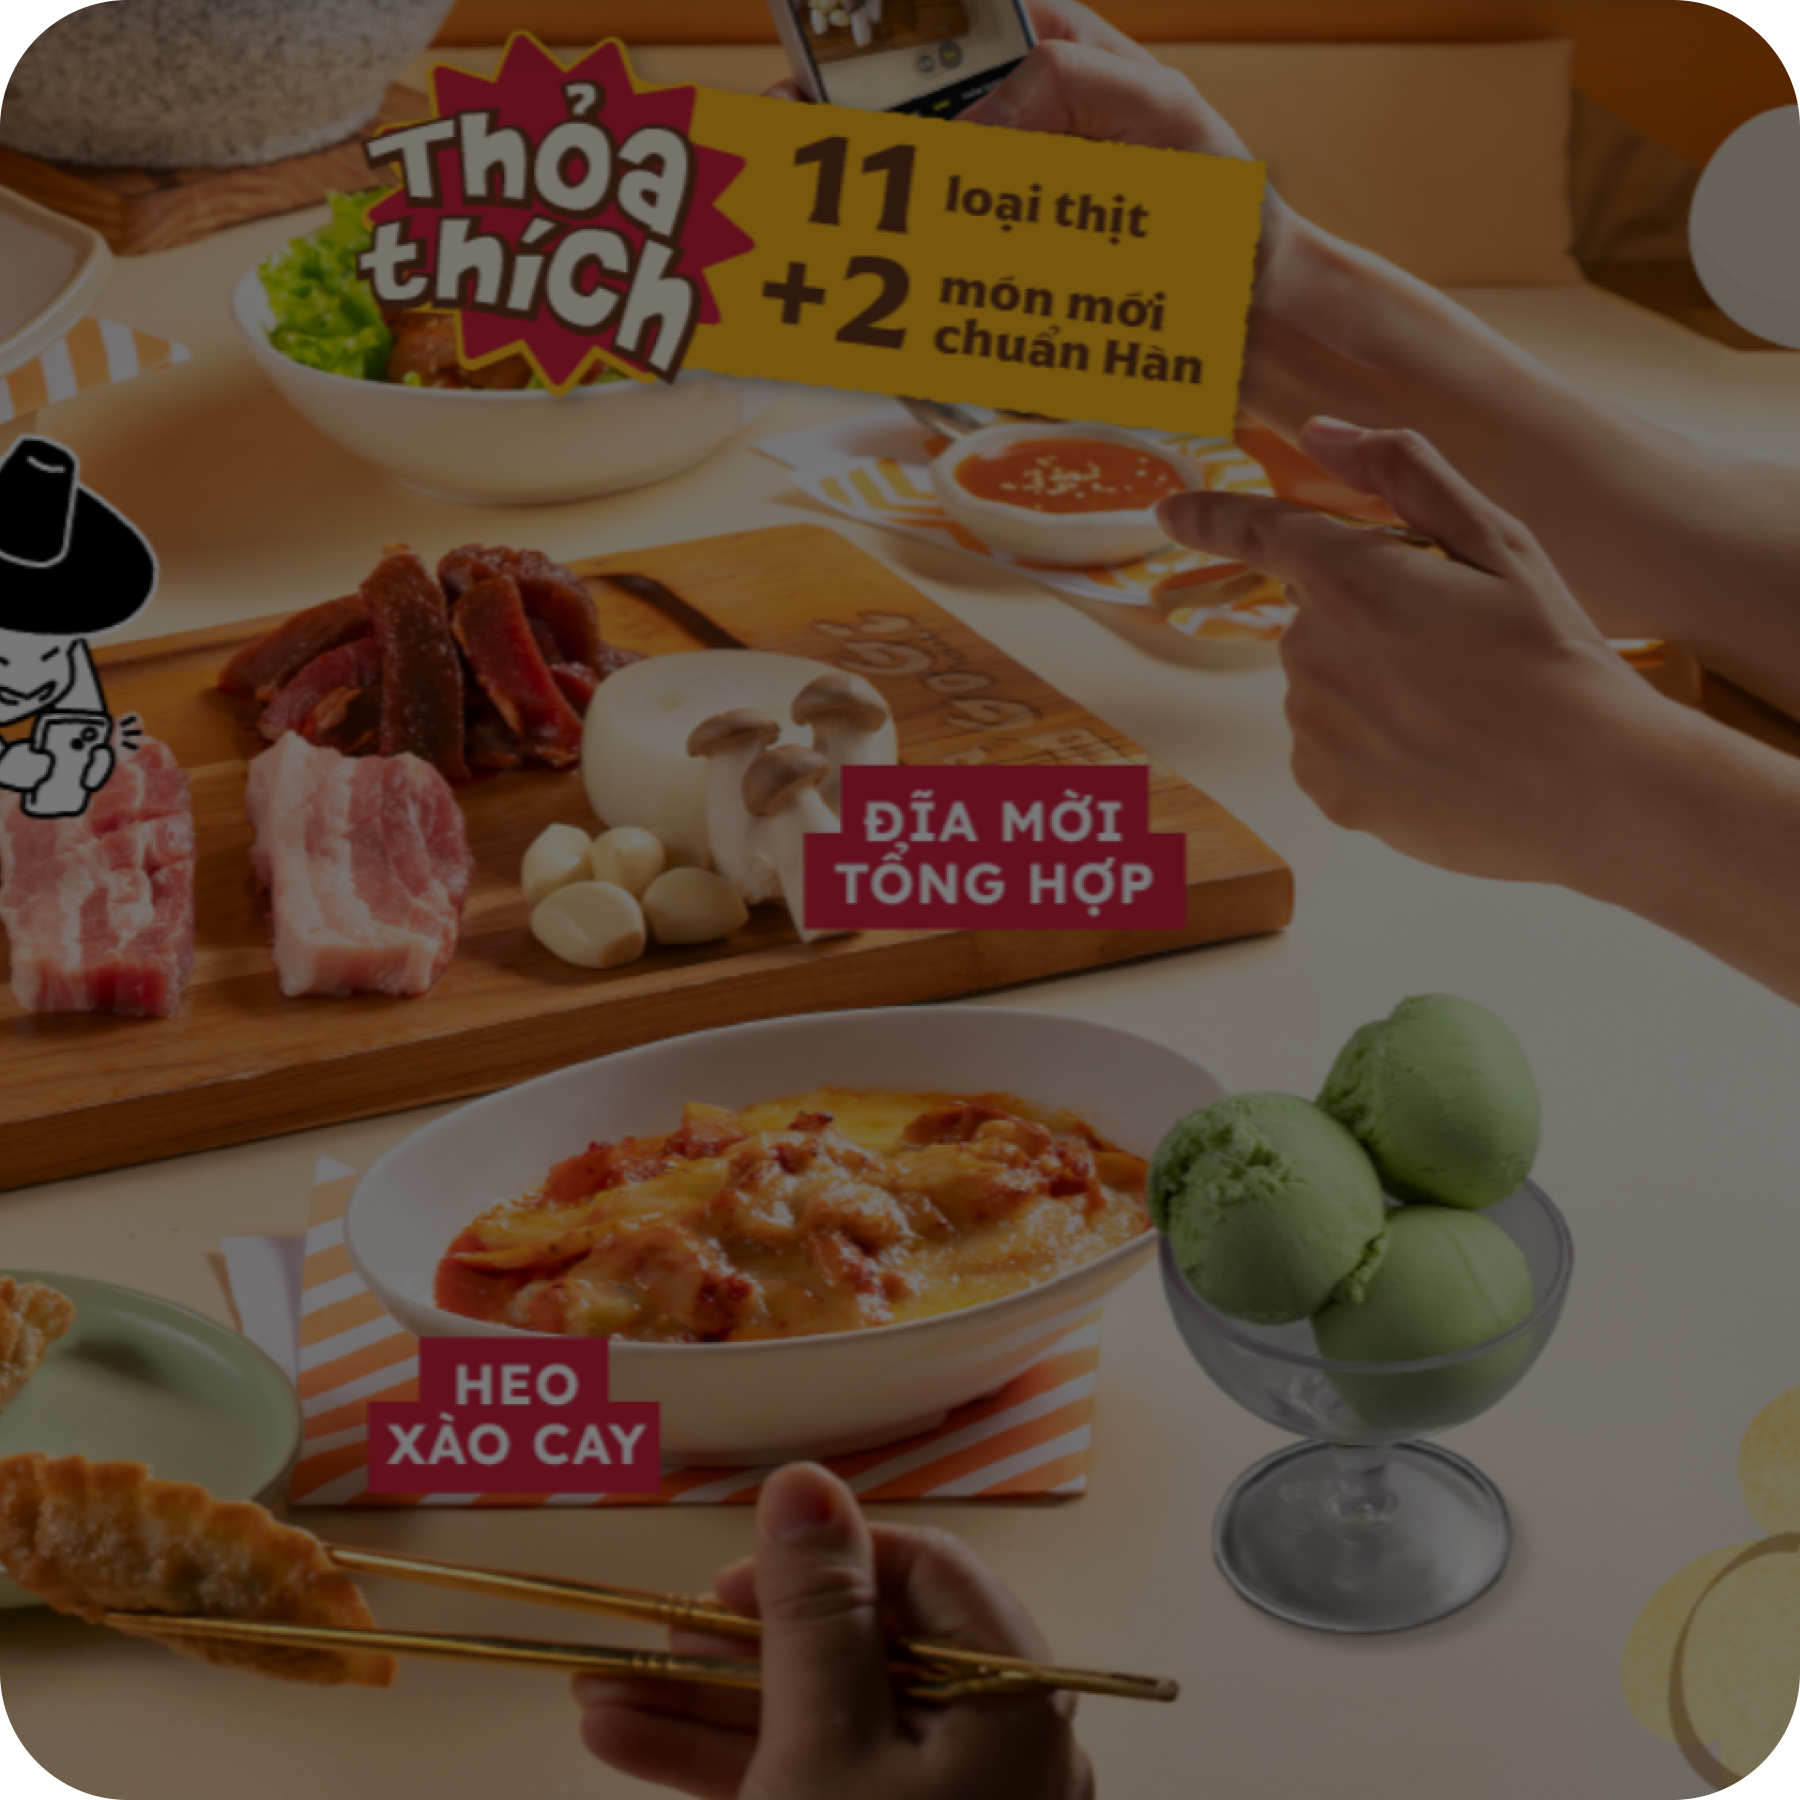 Thỏa
thích
11 loại thịt
+2 món mới
chuẩn Hàn
ĐĨA MỜI
TỔNG HỢP
HEO
XÀO CAY